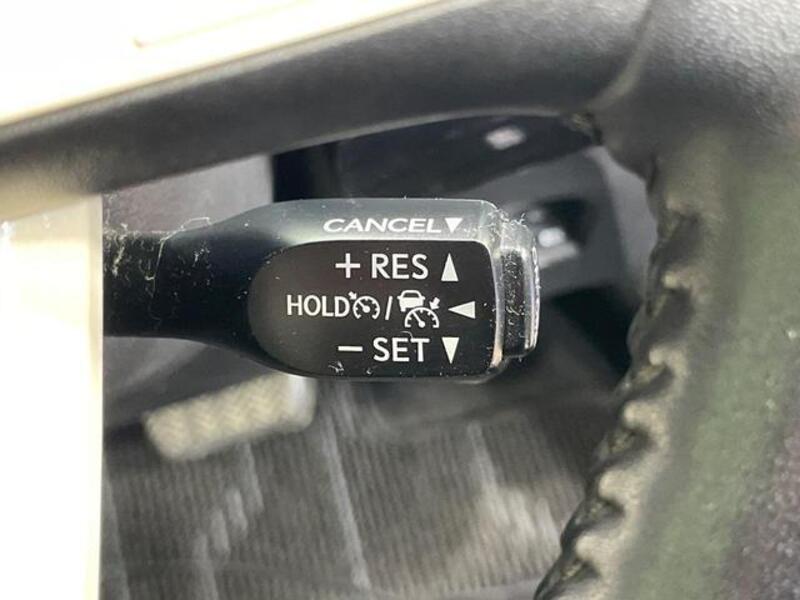 CANCEL▼
+ RES ▲
HOLD / ◀
− SET ▼